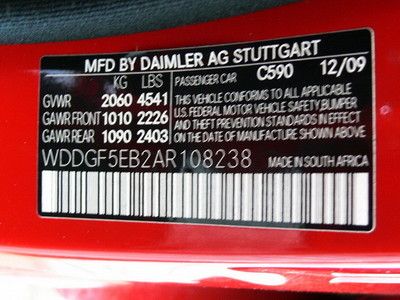 MFD BY DAIMLER AG STUTTGART
KG LBS PASSENGER CAR C590 12/09
GVWR 2060 4541
GAWR FRONT 1010 2226
GAWR REAR 1090 2403
THIS VEHICLE CONFORMS TO ALL APPLICABLE
U.S. FEDERAL MOTOR VEHICLE SAFETY, BUMPER
AND THEFT PREVENTION STANDARDS IN EFFECT
ON THE DATE OF MANUFACTURE SHOWN ABOVE
WDDGF5EB2AR108238 MADE IN SOUTH AFRICA